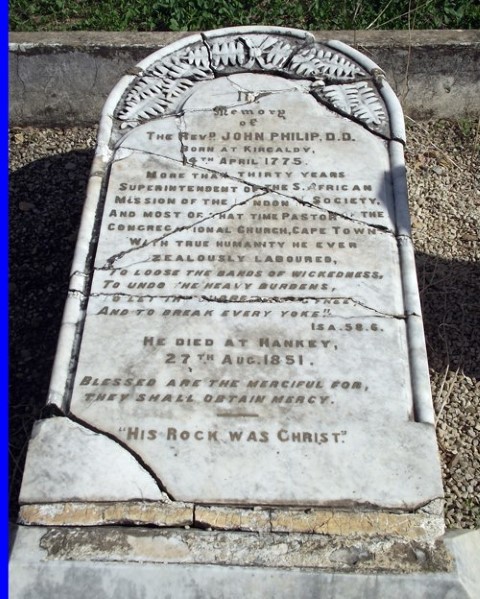 In
Memory
of
THE REVD JOHN PHILIP, D.D.
BORN AT KIRCALDY,
14TH APRIL 1775.
MORE THAN THIRTY YEARS
SUPERINTENDENT OF THE S. AFRICAN
MISSION OF THE NDON SOCIETY,
AND MOST OF THAT TIME PASTOR THE
CONGREGATIONAL CHURCH, CAPE TOWN
WITH TRUE HUMANITY HE EVER
ZEALOUSLY LABOURED,
"TO LOOSE THE BANDS OF WICKEDNESS,
TO UNDO THE HEAVY BURDENS,
O LET FREE,
AND TO BREAK EVERY YOKE".
ISA. 58.6.
HE DIED AT HANKEY,
27TH AUG. 1851.
BLESSED ARE THE MERCIFUL FOR,
THEY SHALL OBTAIN MERCY.
"HIS ROCK WAS CHRIST."